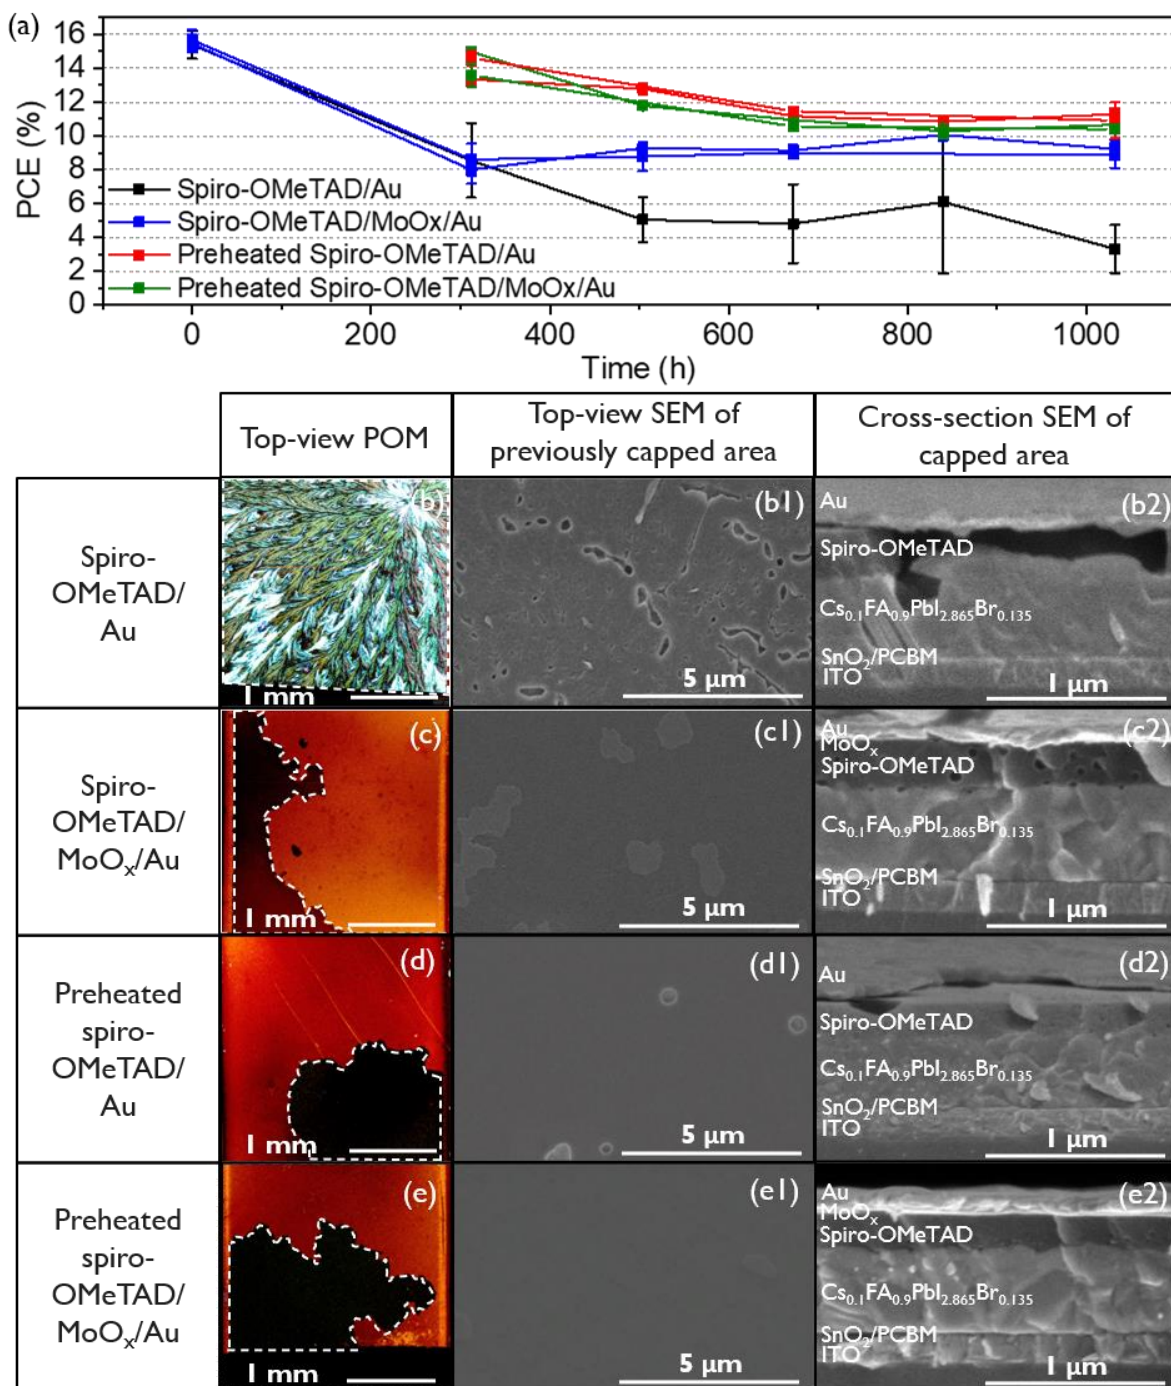 (a)
16
14
12
10
8
6
4
2
0
PCE (%)
Spiro-OMeTAD/Au
Spiro-OMeTAD/MoOx/Au
Preheated Spiro-OMeTAD/Au
Preheated Spiro-OMeTAD/MoOx/Au
0 200 400 600 800 1000
Time (h)
Top-view POM
Top-view SEM of
previously capped area
Cross-section SEM of
capped area
Spiro-
OMeTAD/
Au
(b)
1 mm
(b1)
5 μm
(b2)
Au
Spiro-OMeTAD
Cs0.1FA0.9PbI2.865Br0.135
SnO2/PCBM
ITO
1 μm
Spiro-
OMeTAD/
MoOx/Au
(c)
1 mm
(c1)
5 μm
(c2)
Au
MoOx
Spiro-OMeTAD
Cs0.1FA0.9PbI2.865Br0.135
SnO2/PCBM
ITO
1 μm
Preheated
spiro-
OMeTAD/
Au
(d)
1 mm
(d1)
5 μm
(d2)
Au
Spiro-OMeTAD
Cs0.1FA0.9PbI2.865Br0.135
SnO2/PCBM
ITO
1 μm
Preheated
spiro-
OMeTAD/
MoOx/Au
(e)
1 mm
(e1)
5 μm
(e2)
Au
MoOx
Spiro-OMeTAD
Cs0.1FA0.9PbI2.865Br0.135
SnO2/PCBM
ITO
1 μm